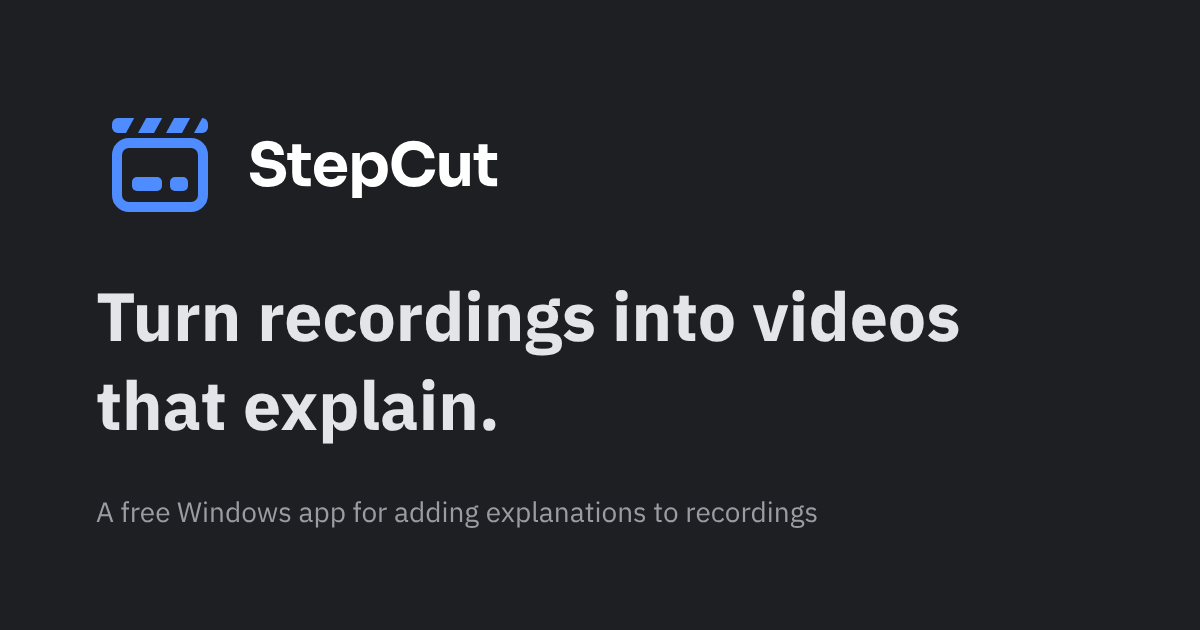 StepCut
Turn recordings into videos
that explain.
A free Windows app for adding explanations to recordings